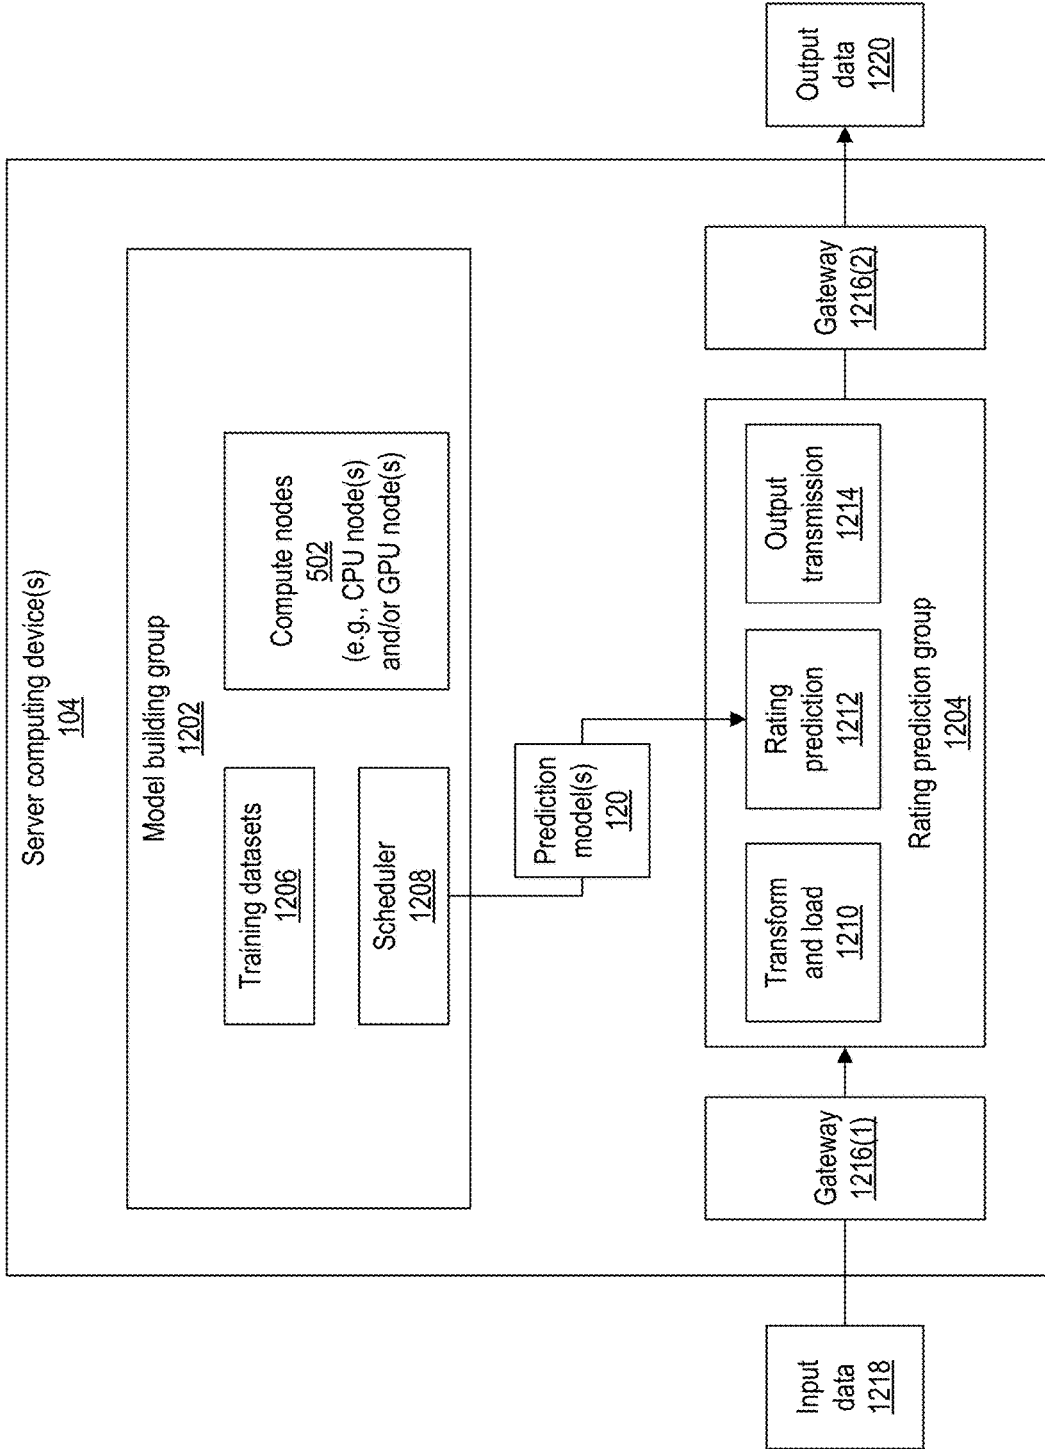 Server computing device(s)
104
Model building group
1202
Training datasets
1206
Scheduler
1208
Compute nodes
502
(e.g., CPU node(s)
and/or GPU node(s)
Prediction
model(s)
120
Input
data
1218
Gateway
1216(1)
Transform
and load
1210
Rating
prediction
1212
Output
transmission
1214
Rating prediction group
1204
Gateway
1216(2)
Output
data
1220